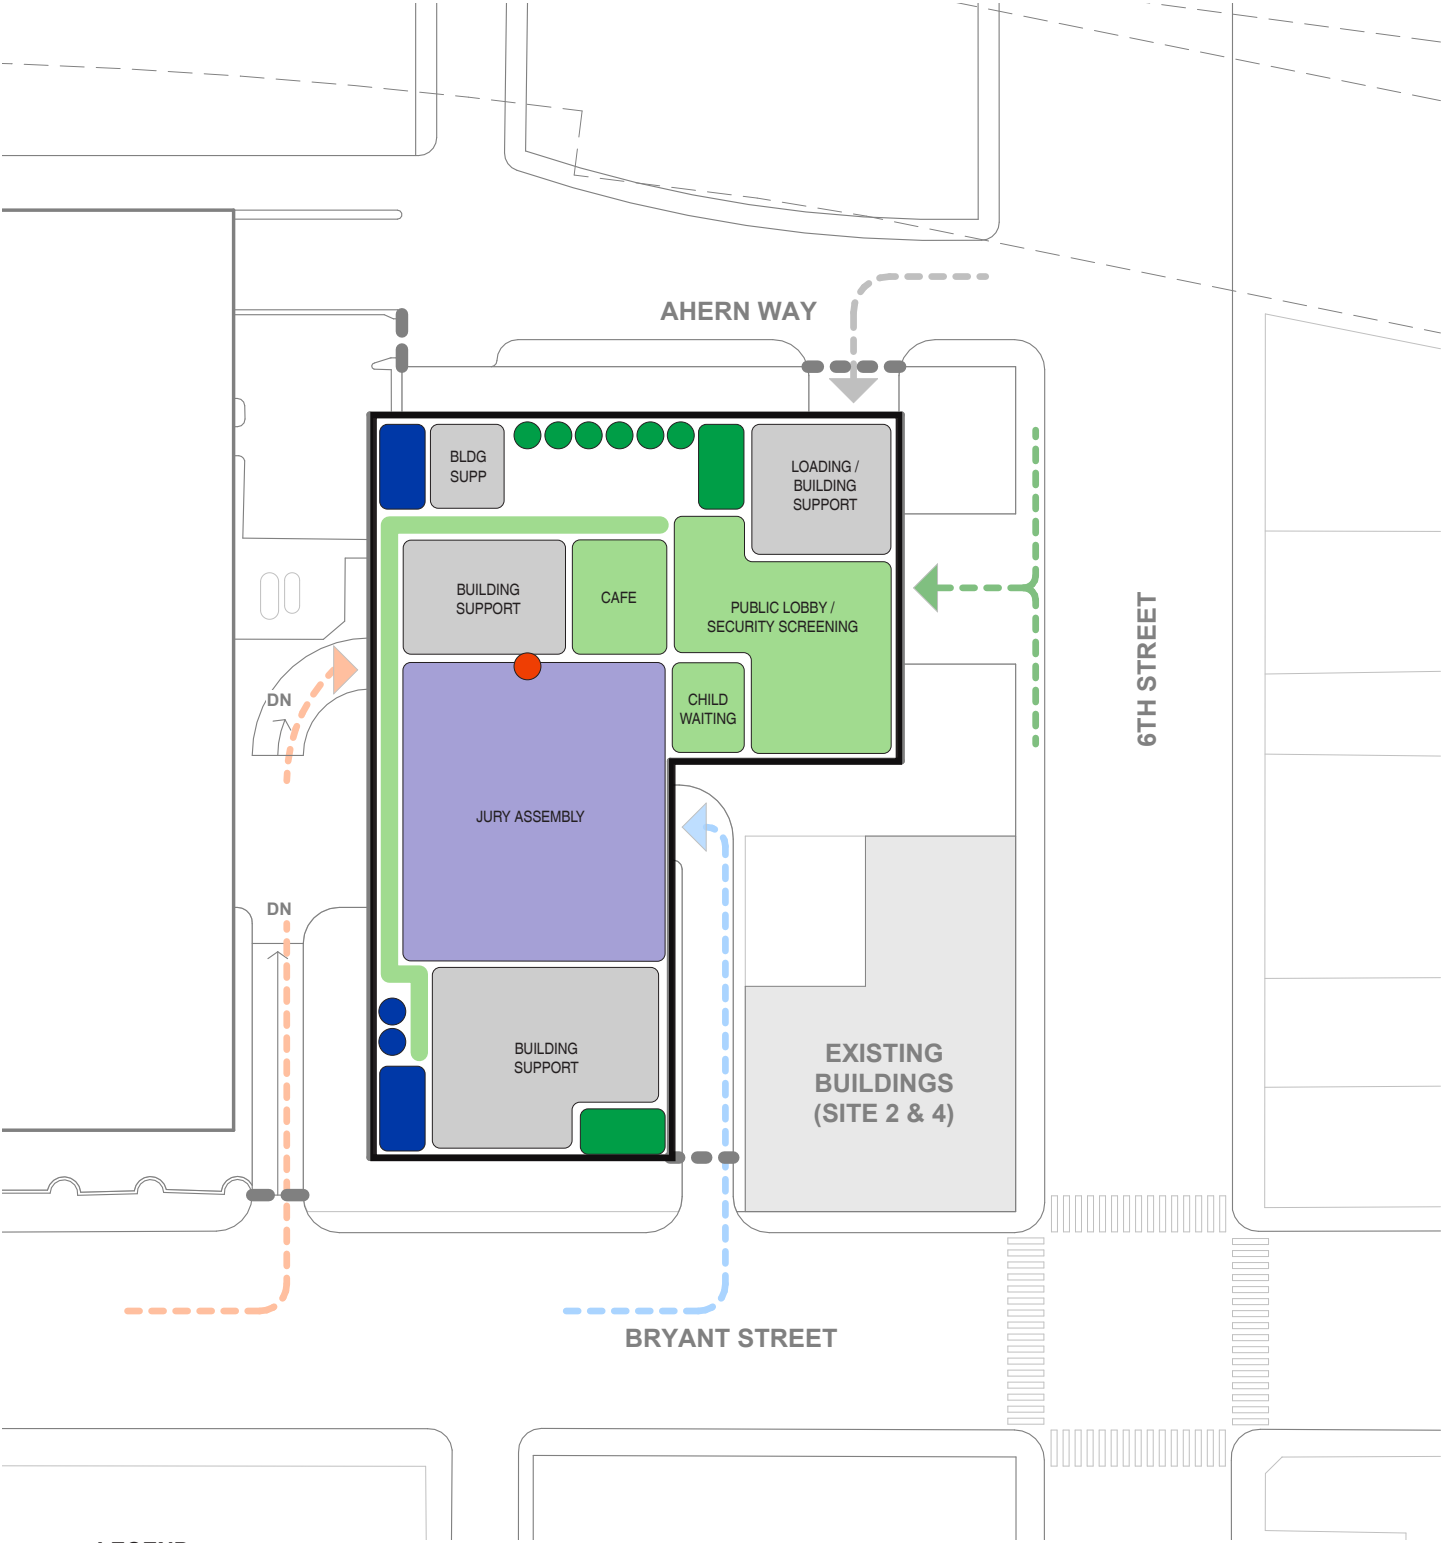 AHERN WAY
BLDG
SUPP
LOADING /
BUILDING
SUPPORT
BUILDING
SUPPORT
CAFE
PUBLIC LOBBY /
SECURITY SCREENING
6TH STREET
CHILD
WAITING
DN
JURY ASSEMBLY
DN
BUILDING
SUPPORT
EXISTING
BUILDINGS
(SITE 2 & 4)
BRYANT STREET